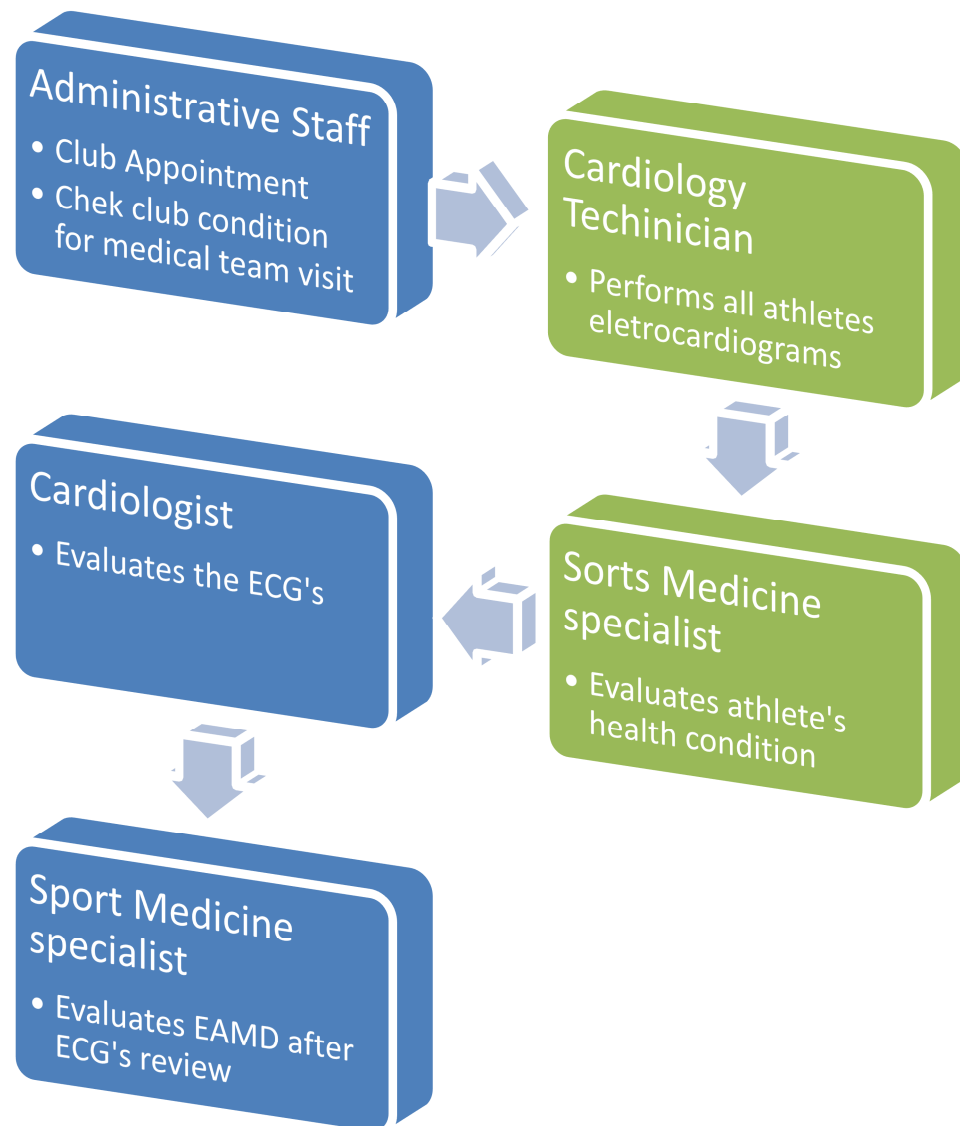 Administrative Staff
• Club Appointment
• Chek club condition
for medical team visit
Cardiology
Techinician
• Performs all athletes
eletrocardiograms
Sorts Medicine
specialist
• Evaluates athlete's
health condition
Cardiologist
• Evaluates the ECG's
Sport Medicine
specialist
• Evaluates EAMD after
ECG's review